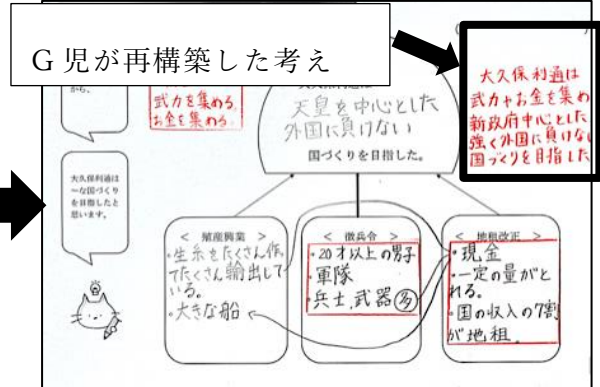 G児が再構築した考え
から、
武力を集める。
お金を集める。
天皇を中心とした
外国に負けない
国づくりを目指した。
大久保利通は
武力やお金を集め
新政府中心とした
強く外国に負けない
国づくりを目指した
大久保利通は
~な国づくり
を目指したと
思います。
< 殖産興業 >
・生糸をたくさん作っ
てたくさん輸出して
いる。
・大きな船
< 徴兵令 >
・20才以上の男子
・軍隊
・兵士、武器多
< 地租改正 >
・現金
・一定の量がと
れる。
・国の収入の7割
が地租